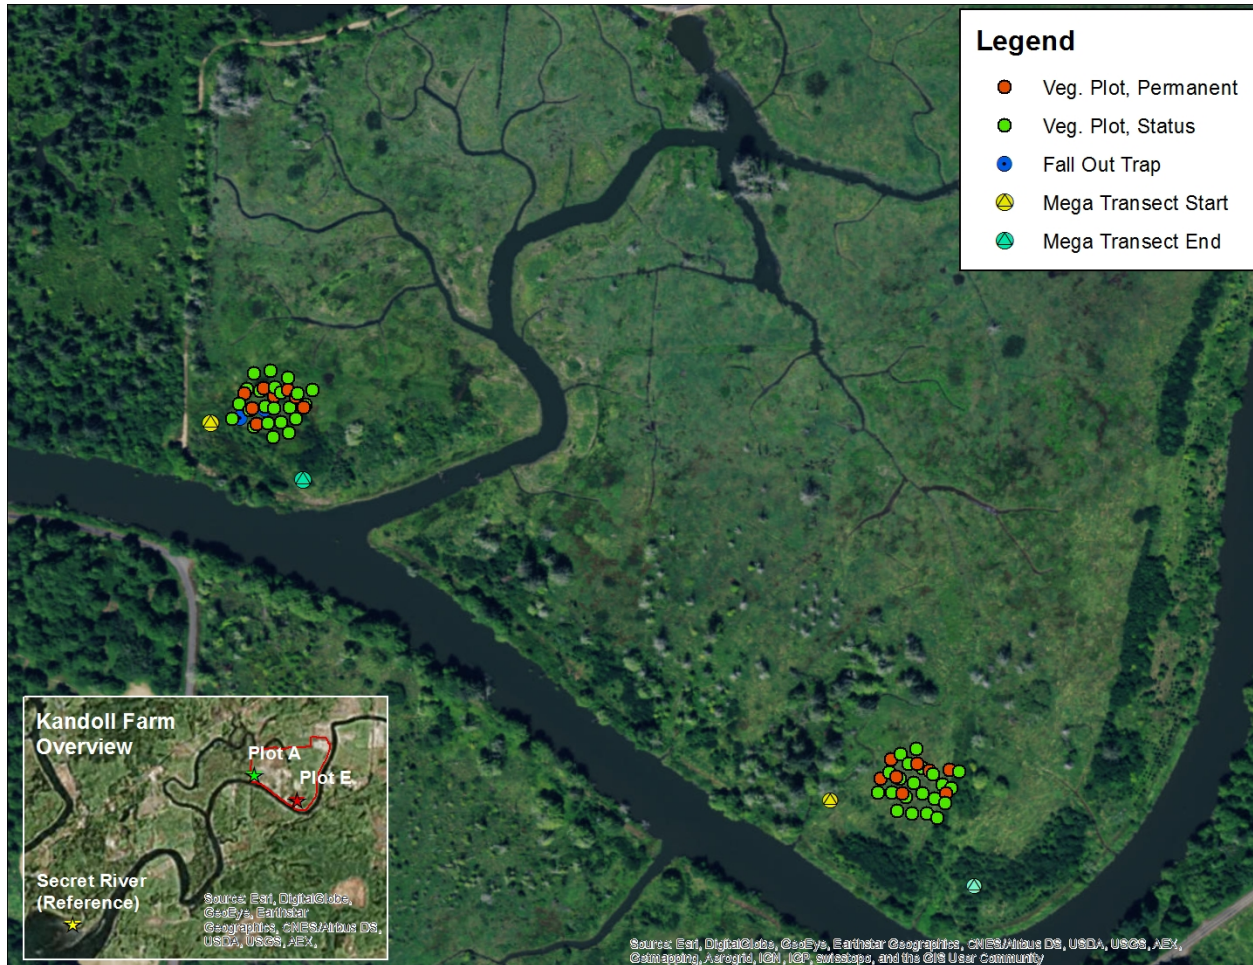 Legend
Veg. Plot, Permanent
Veg. Plot, Status
Fall Out Trap
Mega Transect Start
Mega Transect End
Kandoll Farm
Overview
Plot A
Plot E
Secret River
(Reference)
Source: Esri, DigitalGlobe,
GeoEye, Earthstar
Geographics, CNES/Airbus DS,
USDA, USGS, AEX,
Source: Esri, DigitalGlobe, GeoEye, Earthstar Geographics, CNES/Airbus DS, USDA, USGS, AEX,
Getmapping, Aerogrid, IGN, IGP, swisstopo, and the GIS User Community